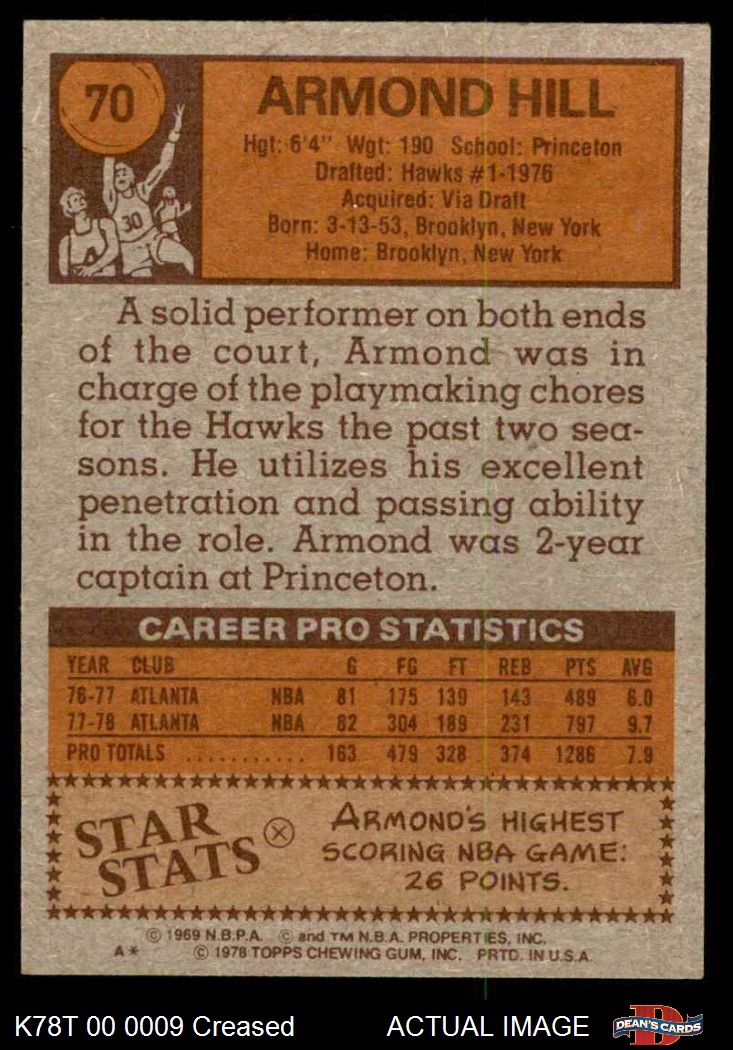 70
ARMOND HILL
Hgt: 6'4" Wgt: 190 School: Princeton
Drafted: Hawks #1-1976
Acquired: Via Draft
Born: 3-13-53, Brooklyn, New York
Home: Brooklyn, New York
30
A solid performer on both ends
of the court, Armond was in
charge of the playmaking chores
for the Hawks the past two sea-
sons. He utilizes his excellent
penetration and passing ability
in the role. Armond was 2-year
captain at Princeton.
CAREER PRO STATISTICS
YEAR CLUB G FG FT REB PTS AVG
76-77 ATLANTA NBA 81 175 139 143 489 6.0
77-78 ATLANTA NBA 82 304 189 231 797 9.7
PRO TOTALS ........... 163 479 328 374 1286 7.9
STAR
STATS
ARMOND'S HIGHEST
SCORING NBA GAME:
26 POINTS.
© 1969 N.B.P.A. © and TM N.B.A. PROPERTIES, INC.
A* © 1978 TOPPS CHEWING GUM, INC. PRTD. IN U.S.A.
K78T 00 0009 Creased ACTUAL IMAGE
D
DEAN'S CARDS